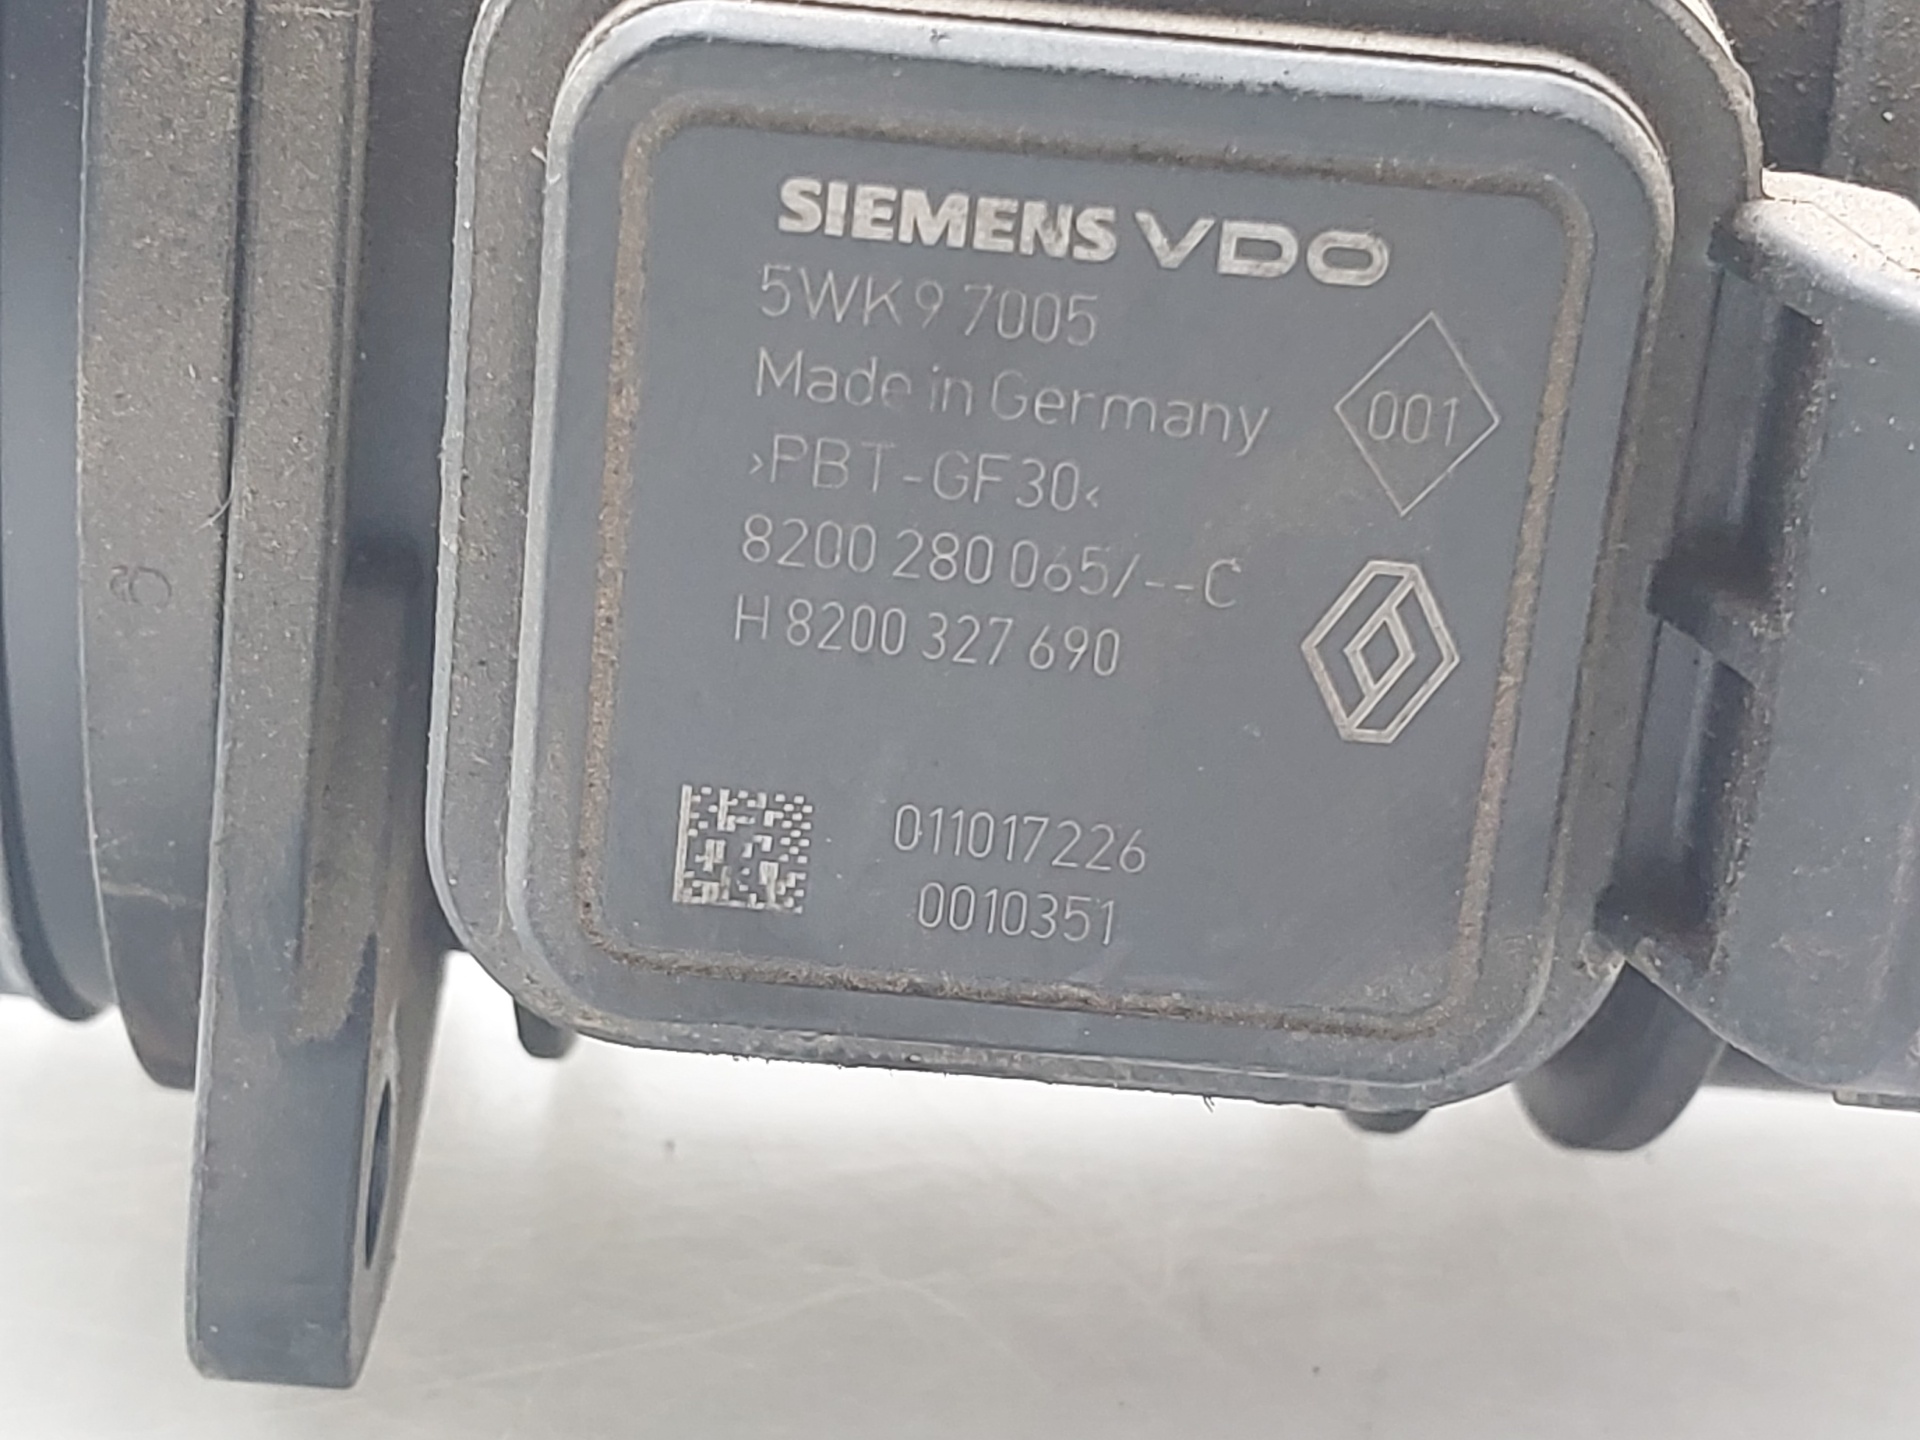 SIEMENS VDO
5WK9 7005
Made in Germany
001
›PBT-GF30‹
8200 280 065/--C
H 8200 327 690
011017226
0010351